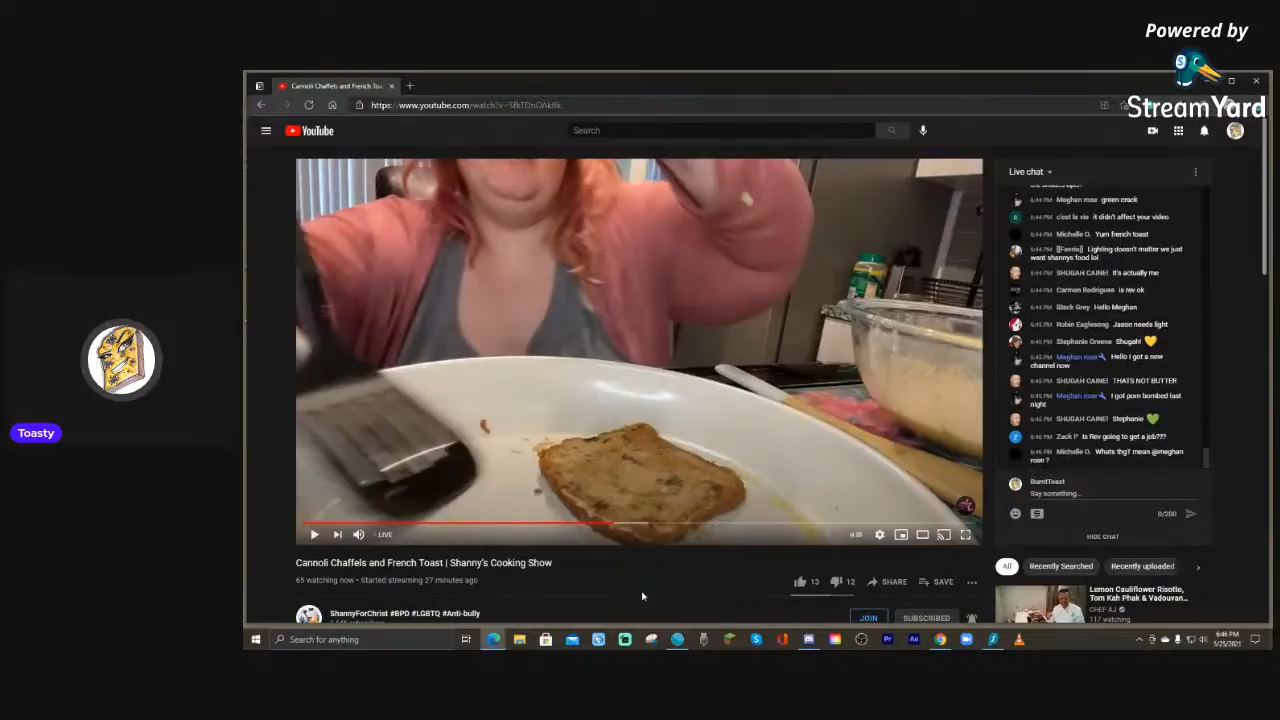 Powered by
StreamYard
Cannoli Chaffels and French Toa
https://www.youtube.com/watch?v=
YouTube
Search
Live chat
6:44 PM Meghan rose green crack
6:44 PM c'est la vie it didn't affect your video
6:44 PM Michelle O. Yum french toast
6:44 PM [[Faerie]] Lighting doesn't matter we just
want shannys food lol
6:44 PM SHUGAH CAINE! It's actually me
6:44 PM Carmen Rodrigues is rev ok
6:44 PM Black Grey Hello Meghan
6:45 PM Robin Eaglesong Jason needs light
6:45 PM Stephanie Greene Shugah!
6:45 PM Meghan rose Hello I got a new
channel now
6:45 PM SHUGAH CAINE! THATS NOT BUTTER
6:45 PM Meghan rose I got porn bombed last
night
6:45 PM SHUGAH CAINE! Stephanie
6:46 PM Zack P Is Rev going to get a job???
6:46 PM Michelle O. Whats thgT mean @meghan
rose ?
BurntToast
Say something...
0/200
HIDE CHAT
Toasty
LIVE
Cannoli Chaffels and French Toast | Shanny's Cooking Show
65 watching now • Started streaming 27 minutes ago
13
12
SHARE
SAVE
ShannyForChrist #BPD #LGBTQ #Anti-bully
JOIN
SUBSCRIBED
All
Recently Searched
Recently uploaded
Lemon Cauliflower Risotto,
Tom Kah Phak & Vadouvan...
CHEF AJ
117 watching
Search for anything
6:46 PM
5/25/2021